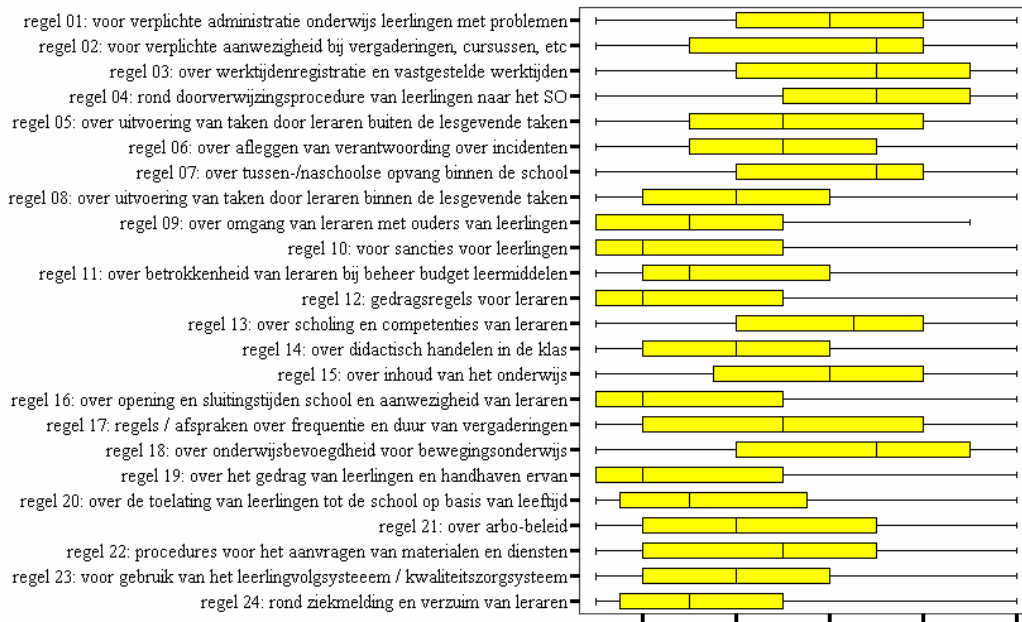 regel 01: voor verplichte administratie onderwijs leerlingen met problemen
regel 02: voor verplichte aanwezigheid bij vergaderingen, cursussen, etc
regel 03: over werktijdenregistratie en vastgestelde werktijden
regel 04: rond doorverwijzingsprocedure van leerlingen naar het SO
regel 05: over uitvoering van taken door leraren buiten de lesgevende taken
regel 06: over afleggen van verantwoording over incidenten
regel 07: over tussen-/naschoolse opvang binnen de school
regel 08: over uitvoering van taken door leraren binnen de lesgevende taken
regel 09: over omgang van leraren met ouders van leerlingen
regel 10: voor sancties voor leerlingen
regel 11: over betrokkenheid van leraren bij beheer budget leermiddelen
regel 12: gedragsregels voor leraren
regel 13: over scholing en competenties van leraren
regel 14: over didactisch handelen in de klas
regel 15: over inhoud van het onderwijs
regel 16: over opening en sluitingstijden school en aanwezigheid van leraren
regel 17: regels / afspraken over frequentie en duur van vergaderingen
regel 18: over onderwijsbevoegdheid voor bewegingsonderwijs
regel 19: over het gedrag van leerlingen en handhaven ervan
regel 20: over de toelating van leerlingen tot de school op basis van leeftijd
regel 21: over arbo-beleid
regel 22: procedures voor het aanvragen van materialen en diensten
regel 23: voor gebruik van het leerlingvolgsysteeem / kwaliteitszorgsysteem
regel 24: rond ziekmelding en verzuim van leraren